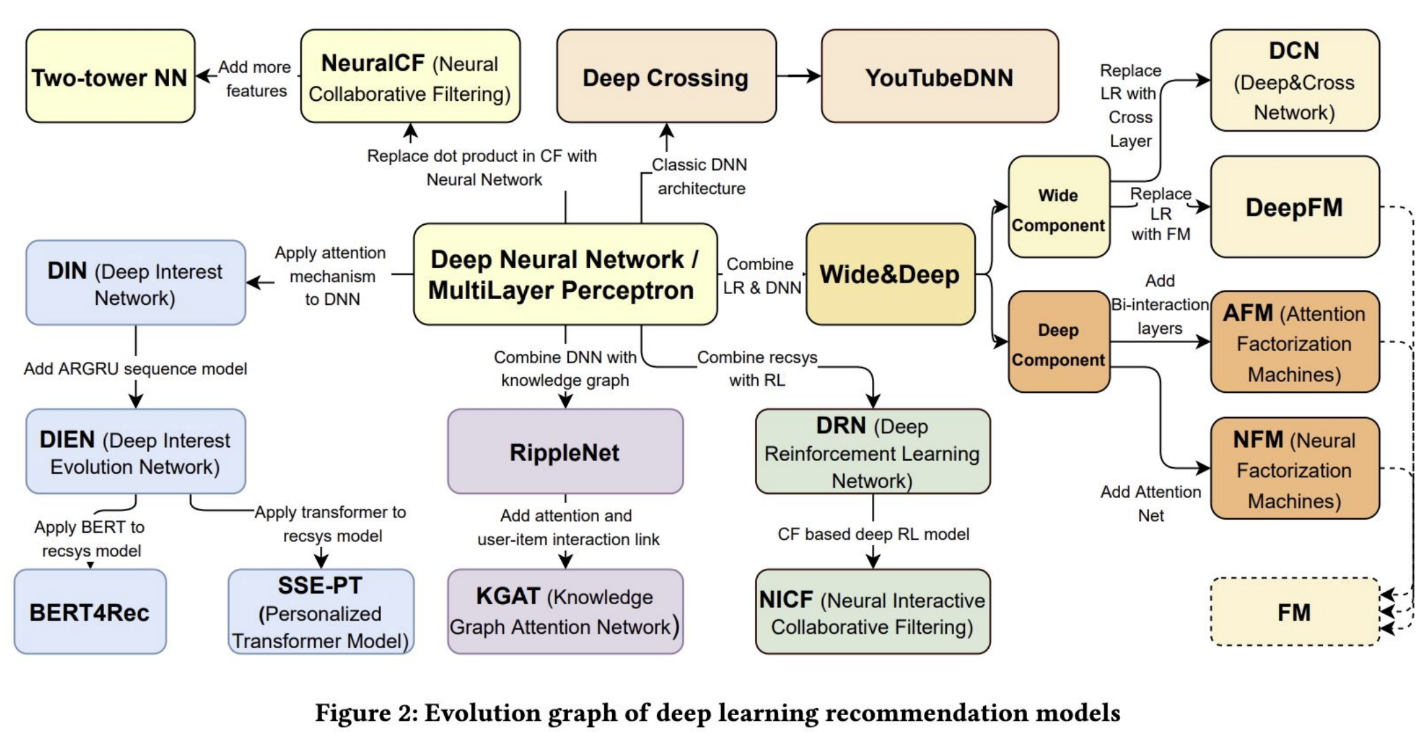 Two-tower NN
Add more
features
NeuralCF (Neural
Collaborative Filtering)
Deep Crossing
YouTubeDNN
Replace
LR with
Cross
Layer
DCN
(Deep&Cross
Network)
Replace dot product in CF with
Neural Network
Classic DNN
architecture
Wide
Component
Replace
LR
with FM
DeepFM
DIN (Deep Interest
Network)
Apply attention
mechanism
to DNN
Deep Neural Network /
MultiLayer Perceptron
Combine
LR & DNN
Wide&Deep
Deep
Component
Add
Bi-interaction
layers
AFM (Attention
Factorization
Machines)
Add ARGRU sequence model
Combine DNN with
knowledge graph
Combine recsys
with RL
DIEN (Deep Interest
Evolution Network)
RippleNet
DRN (Deep
Reinforcement Learning
Network)
NFM (Neural
Factorization
Machines)
Add Attention
Net
Apply BERT to
recsys model
Apply transformer to
recsys model
Add attention and
user-item interaction link
CF based deep RL model
BERT4Rec
SSE-PT
(Personalized
Transformer Model)
KGAT (Knowledge
Graph Attention Network)
NICF (Neural Interactive
Collaborative Filtering)
FM
Figure 2: Evolution graph of deep learning recommendation models